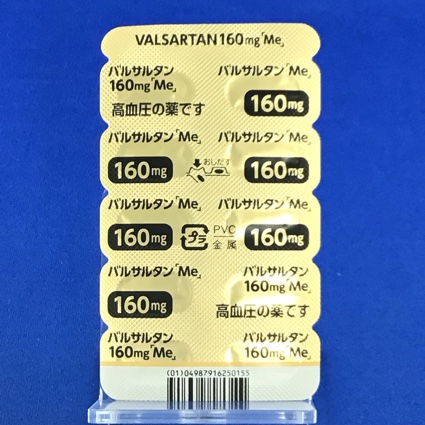 VALSARTAN160mg「Me」
バルサルタン
160mg「Me」
高血圧の薬です
バルサルタン「Me」
160mg
バルサルタン「Me」
160mg
おしだす
バルサルタン「Me」
160mg
バルサルタン「Me」
160mg
プラ
PVC
金属
バルサルタン「Me」
160mg
バルサルタン「Me」
160mg
バルサルタン
160mg「Me」
高血圧の薬です
バルサルタン
160mg「Me」
バルサルタン
160mg「Me」
(01)04987916250155